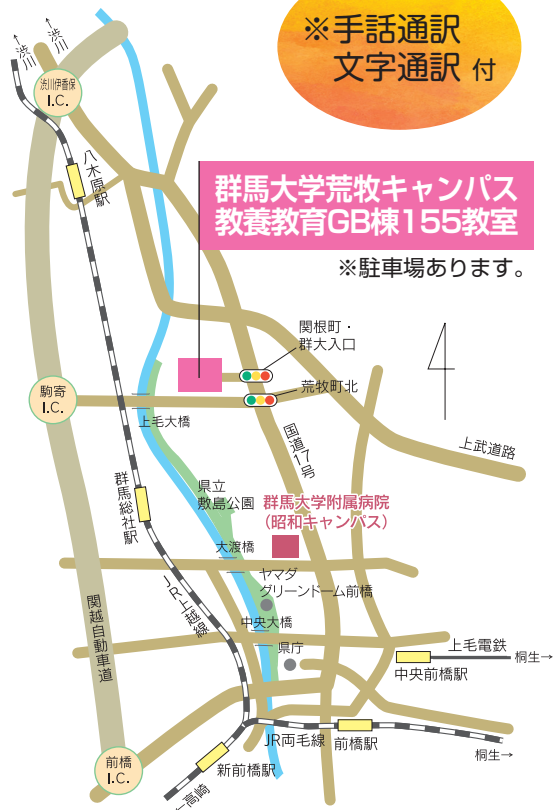 ※手話通訳
文字通訳 付
↑渋川
↑渋川
渋川伊香保
I.C.
八木原駅
群馬大学荒牧キャンパス
教養教育GB棟155教室
※駐車場あります。
関根町・
群大入口
駒寄
I.C.
荒牧町北
上毛大橋
国道17号
上武道路
県立
敷島公園
群馬大学附属病院
(昭和キャンパス)
群馬総社駅
大渡橋
ヤマダ
グリーンドーム前橋
JR上越線
関越自動車道
中央大橋
県庁
上毛電鉄
桐生→
中央前橋駅
JR両毛線
前橋駅
桐生→
新前橋駅
前橋
I.C.
←高崎